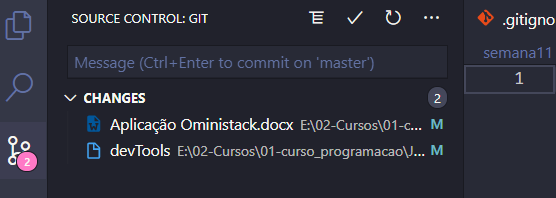 SOURCE CONTROL: GIT
.gitigno
Message (Ctrl+Enter to commit on 'master')
semana11
CHANGES 2
1
Aplicação Oministack.docx E:\02-Cursos\01-c... M
2
devTools E:\02-Cursos\01-curso_programacao\J... M